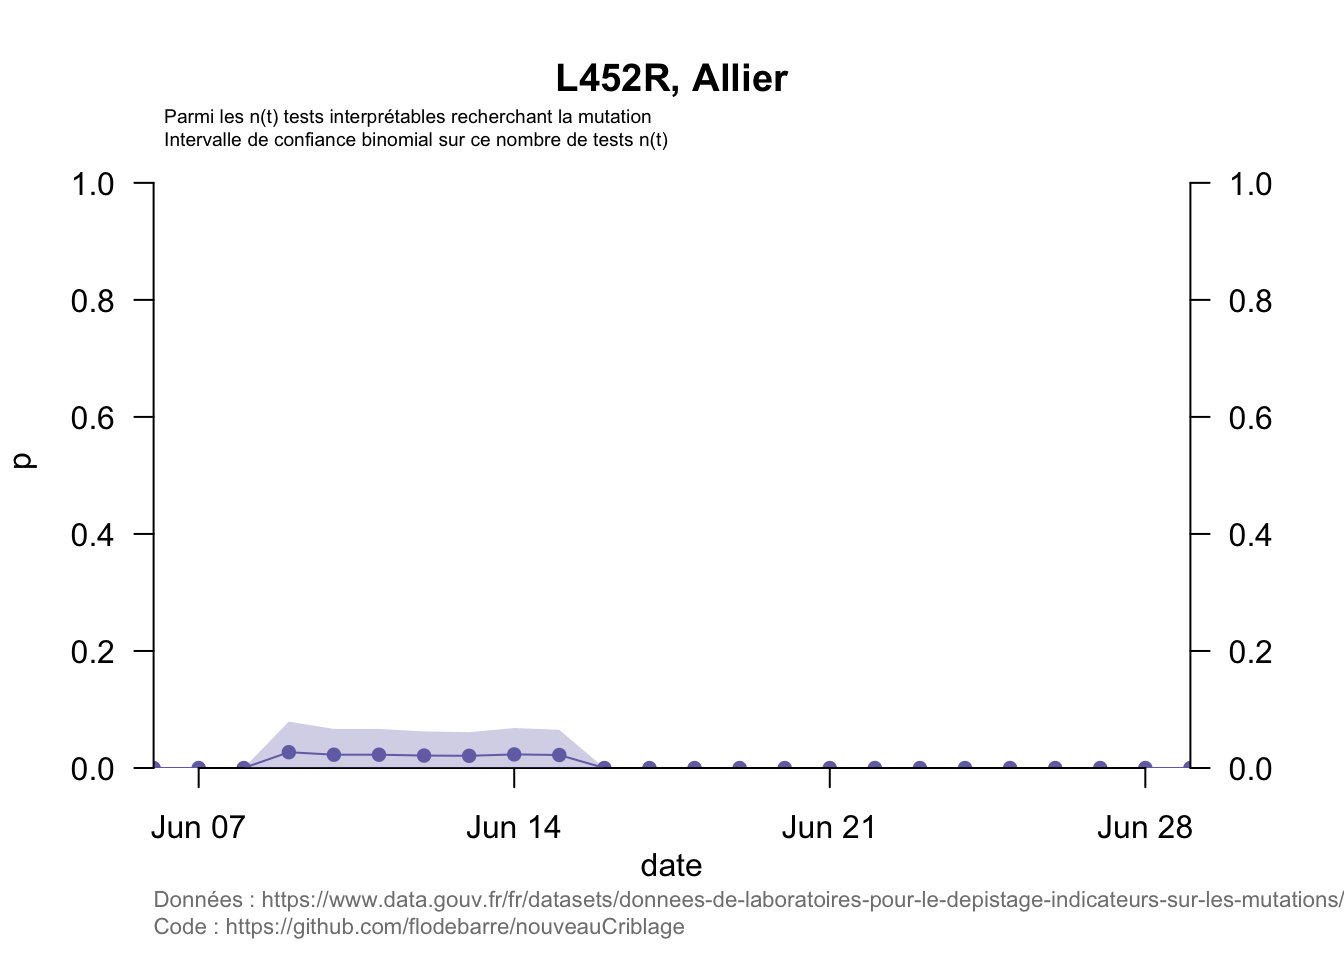 L452R, Allier
Parmi les n(t) tests interprétables recherchant la mutation
Intervalle de confiance binomial sur ce nombre de tests n(t)
1.0 1.0
0.8 0.8
0.6 0.6
p
0.4 0.4
0.2 0.2
0.0 0.0
Jun 07 Jun 14 Jun 21 Jun 28
date
Données : https://www.data.gouv.fr/fr/datasets/donnees-de-laboratoires-pour-le-depistage-indicateurs-sur-les-mutations/
Code : https://github.com/flodebarre/nouveauCriblage